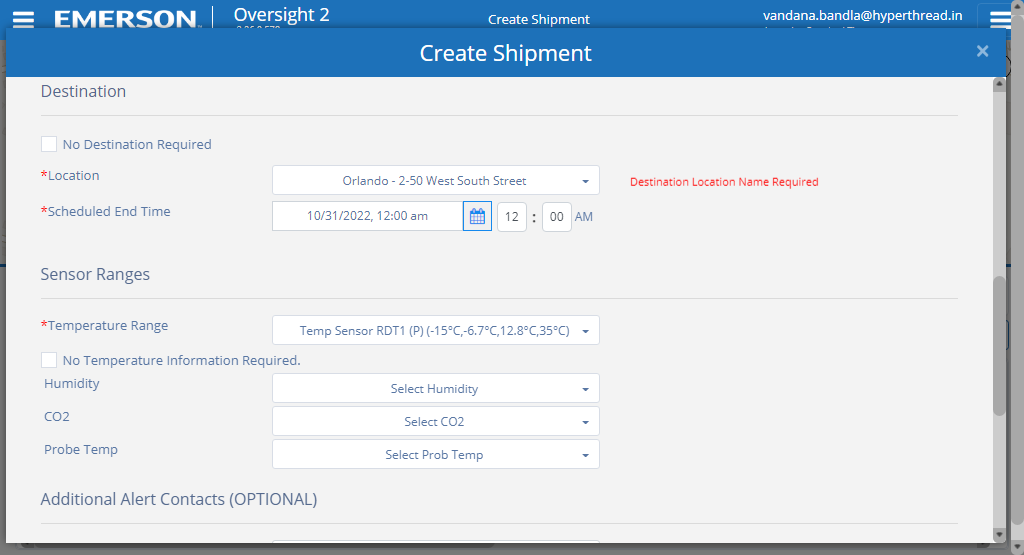 EMERSON
Oversight 2
Create Shipment
vandana.bandla@hyperthread.in
Create Shipment
×
Destination
No Destination Required
*Location
Orlando - 2-50 West South Street
Destination Location Name Required
*Scheduled End Time
10/31/2022, 12:00 am
12 : 00 AM
Sensor Ranges
*Temperature Range
Temp Sensor RDT1 (P) (-15°C,-6.7°C,12.8°C,35°C)
No Temperature Information Required.
Humidity
Select Humidity
CO2
Select CO2
Probe Temp
Select Prob Temp
Additional Alert Contacts (OPTIONAL)